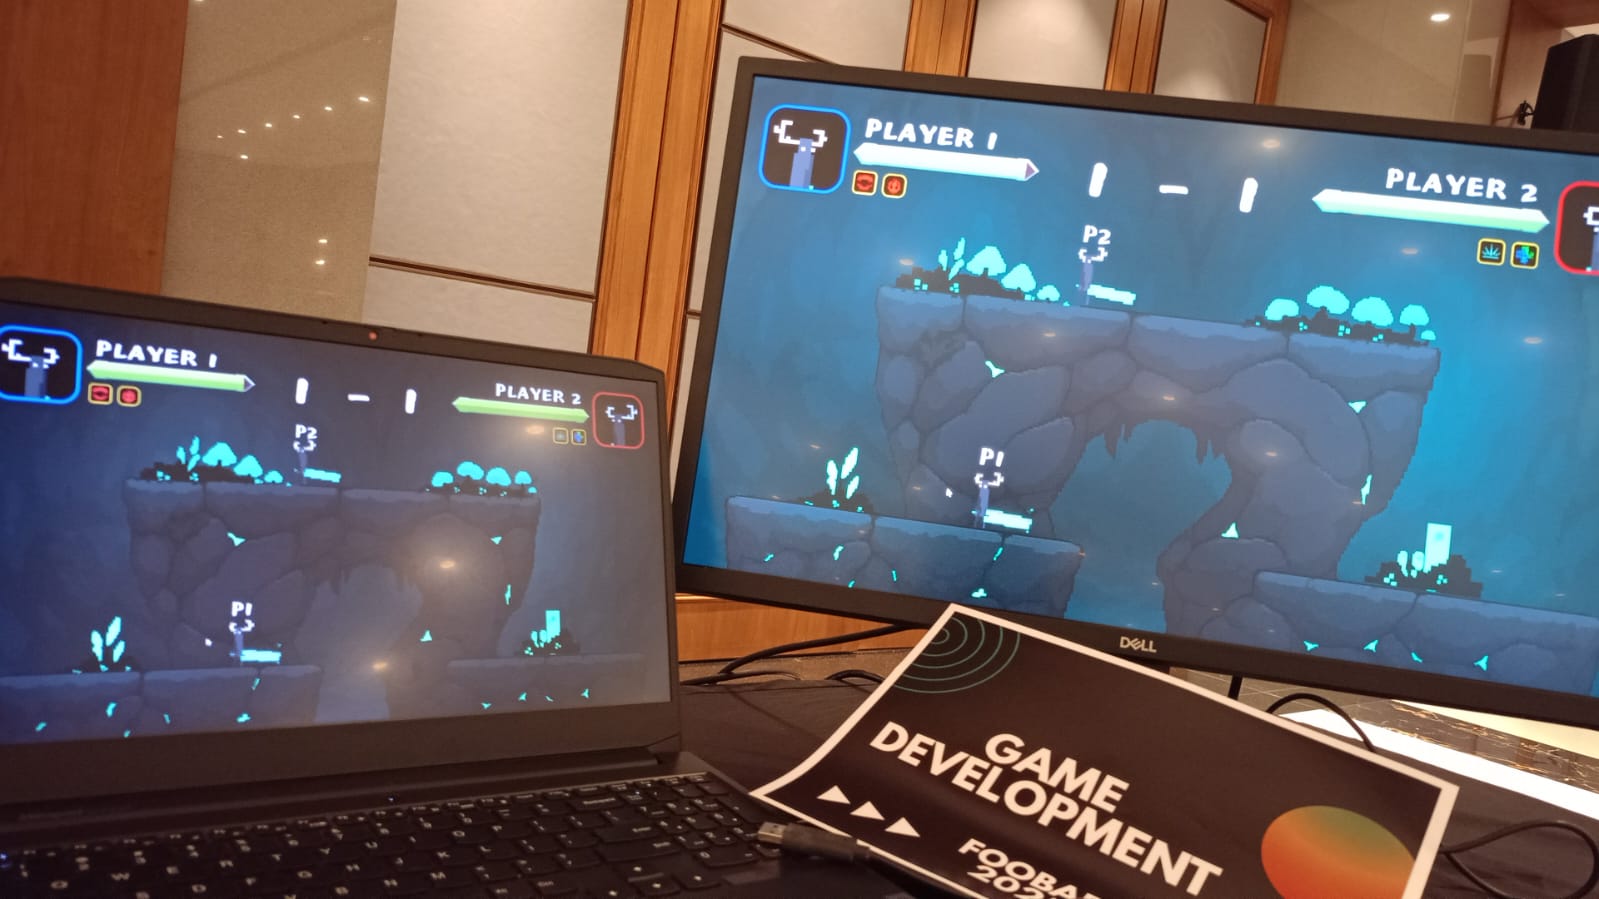 PLAYER 1
1 - 1
PLAYER 2
P2
P1
PLAYER 1
1 - 1
PLAYER 2
P2
P1
DELL
GAME
DEVELOPMENT